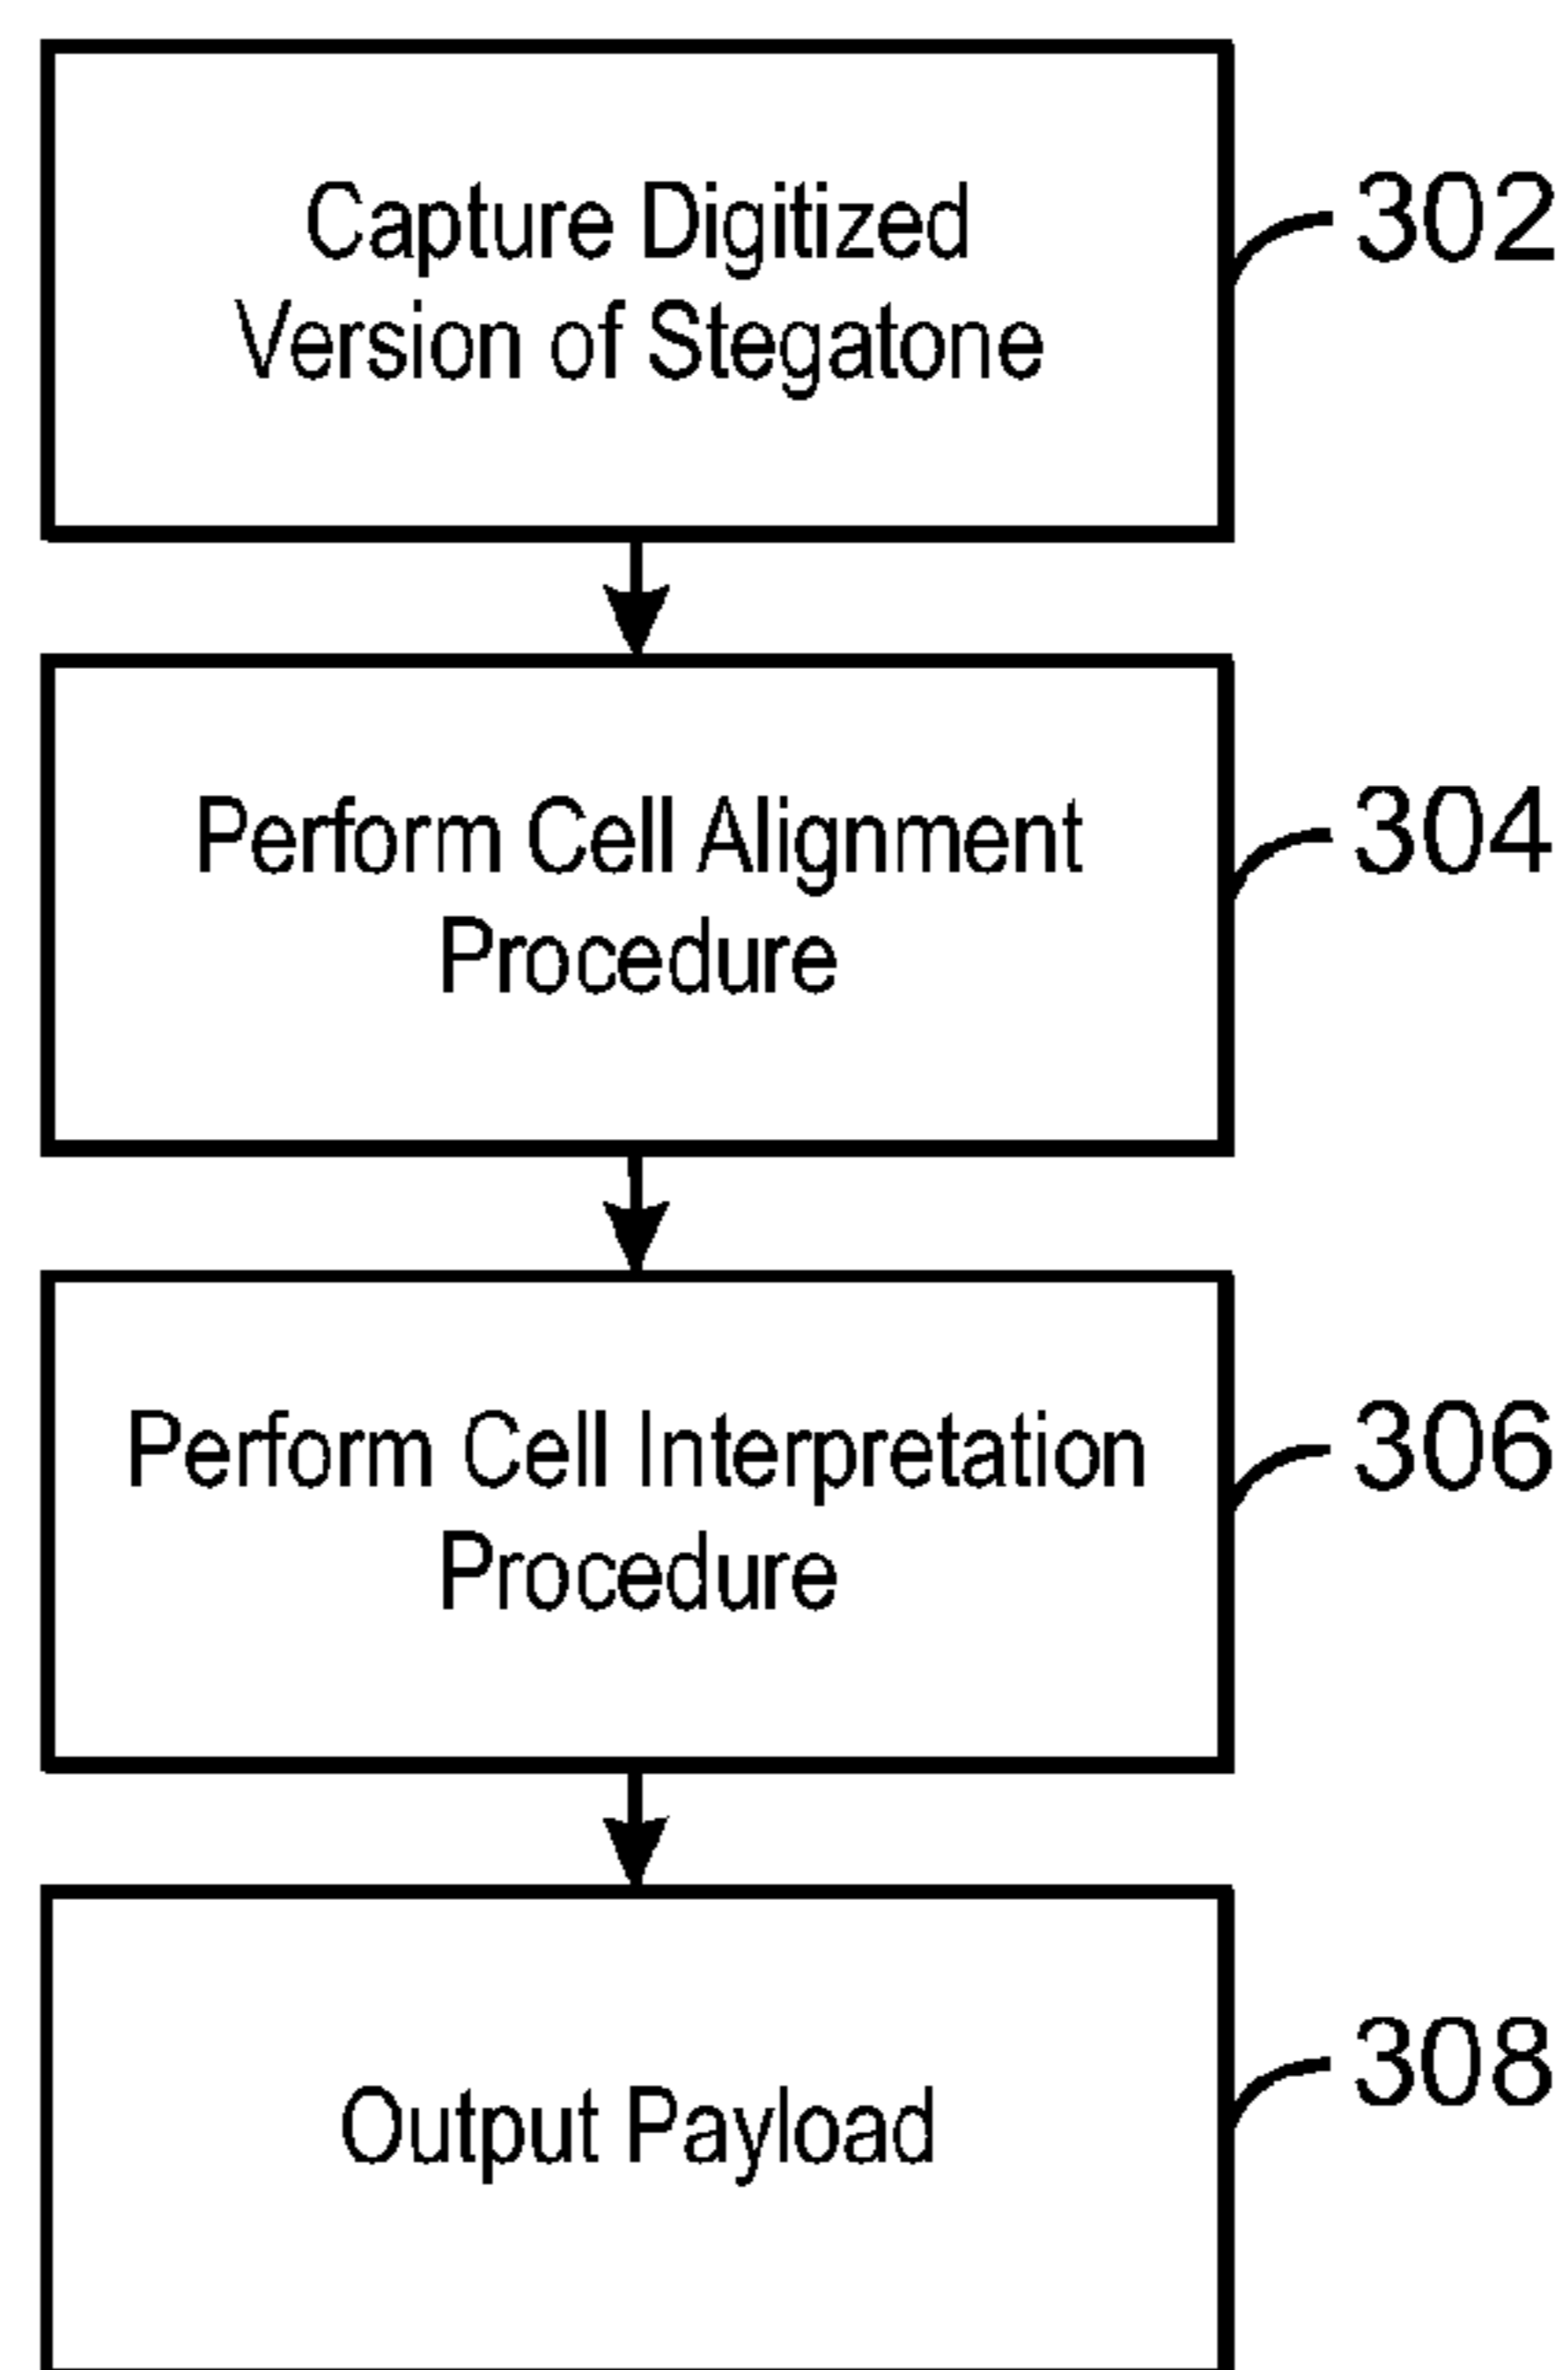 Capture Digitized
Version of Stegatone
302
Perform Cell Alignment
Procedure
304
Perform Cell Interpretation
Procedure
306
Output Payload
308